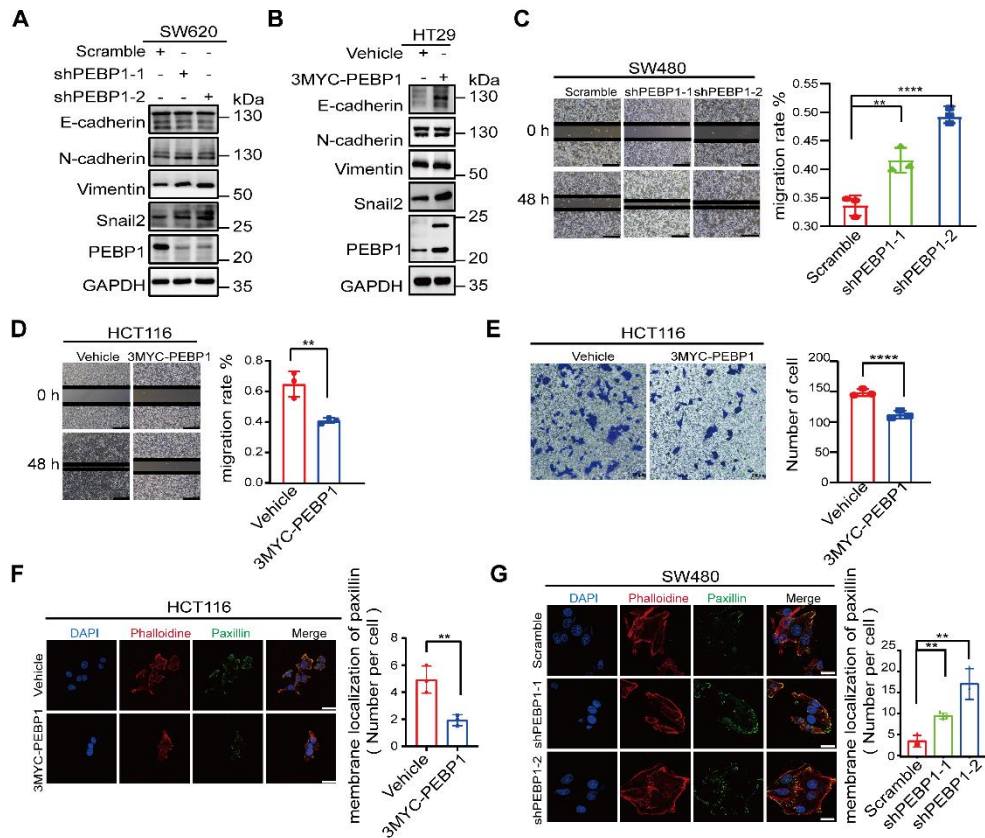 A
SW620
Scramble + – –
shPEBP1-1 – + –
shPEBP1-2 – – + kDa
E-cadherin 130
N-cadherin 130
Vimentin 50
Snail2 25
PEBP1 20
GAPDH 35
B
HT29
Vehicle + –
3MYC-PEBP1 – + kDa
E-cadherin 130
N-cadherin 130
Vimentin 50
Snail2 25
PEBP1 20
GAPDH 35
C
SW480
Scramble shPEBP1-1 shPEBP1-2
0 h
48 h
migration rate %
0.50
0.45
0.40
0.35
0.30
** ****
Scramble shPEBP1-1 shPEBP1-2
D
HCT116
Vehicle 3MYC-PEBP1
0 h
48 h
migration rate %
0.8
0.6
0.4
0.2
0.0
**
Vehicle 3MYC-PEBP1
E
HCT116
Vehicle 3MYC-PEBP1
Number of cell
200
150
100
50
0
****
Vehicle 3MYC-PEBP1
F
HCT116
DAPI Phalloidine Paxillin Merge
Vehicle
3MYC-PEBP1
membrane localization of paxillin
( Number per cell )
8
6
4
2
0
**
Vehicle 3MYC-PEBP1
G
SW480
DAPI Phalloidine Paxillin Merge
Scramble
shPEBP1-1
shPEBP1-2
membrane localization of paxillin
( Number per cell )
25
20
15
10
5
0
**
**
Scramble shPEBP1-1 shPEBP1-2